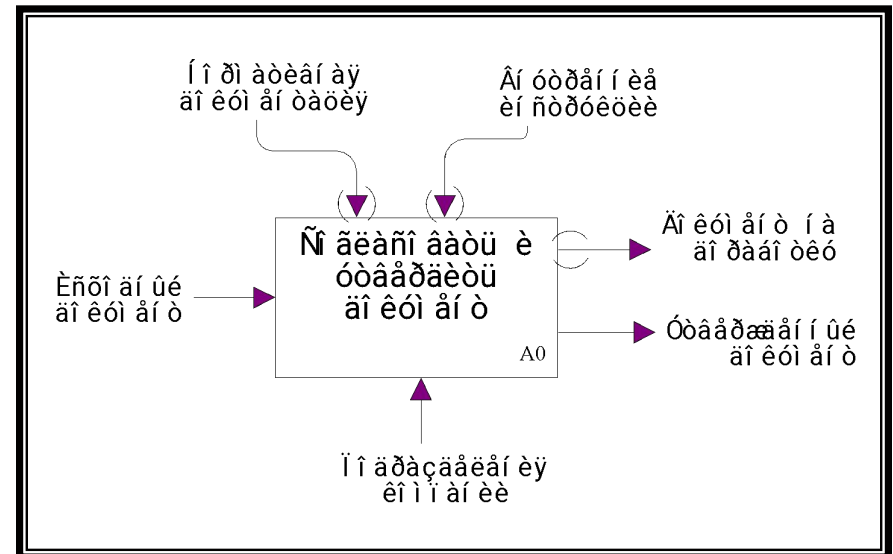 Íîðìàòèâíàÿ
äîêóìåíòàöèÿ
Âíóòðåííèå
èíñòðóêöèè
Ñîãëàñîâàòü è
óòâåðäèòü
äîêóìåíò
A0
Èñõîäíûé
äîêóìåíò
Äîêóìåíò íà
äîðàáîòêó
Óòâåðæäåííûé
äîêóìåíò
Ïîäðàçäåëåíèÿ
êîìïàíèè